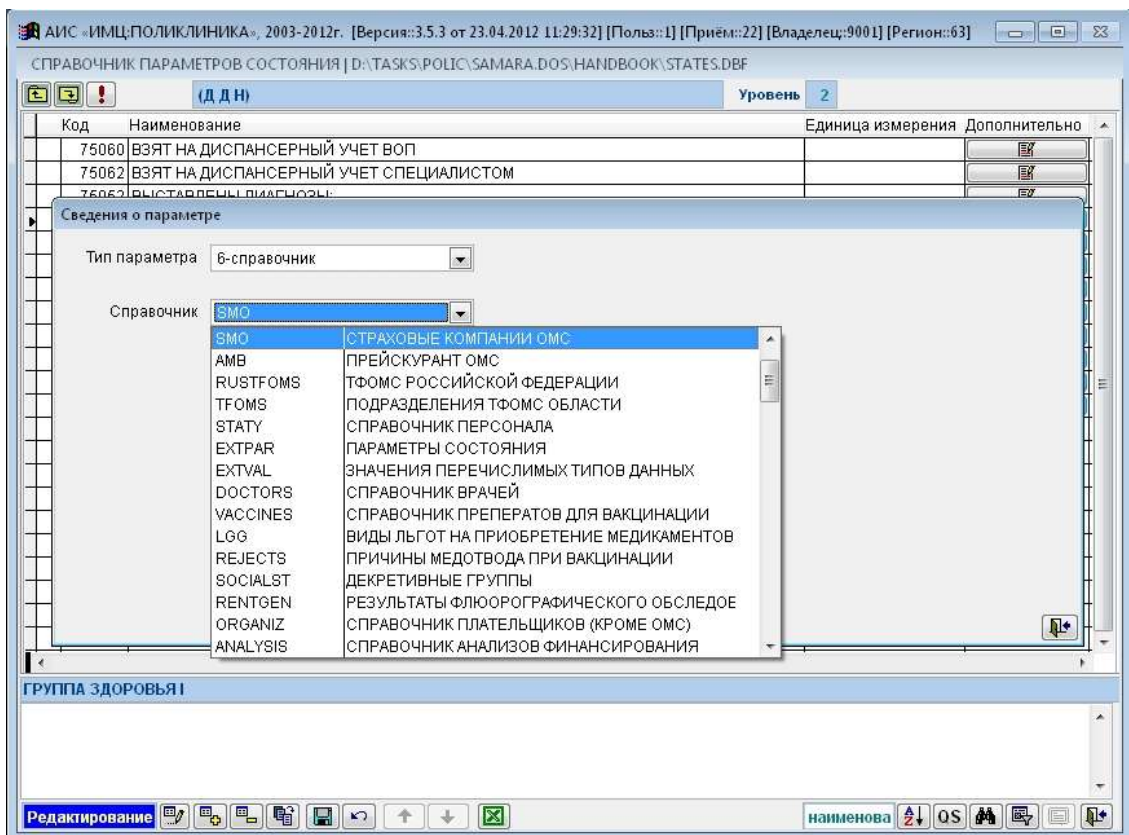 АИС «ИМЦ:ПОЛИКЛИНИКА», 2003-2012г. [Версия::3.5.3 от 23.04.2012 11:29:32] [Польз::1] [Приём::22] [Владелец::9001] [Регион::63]
СПРАВОЧНИК ПАРАМЕТРОВ СОСТОЯНИЯ | D:\TASKS\POLIC\SAMARA.DOS\HANDBOOK\STATES.DBF
(Д Д Н) Уровень 2
Код Наименование Единица измерения Дополнительно
75060 ВЗЯТ НА ДИСПАНСЕРНЫЙ УЧЕТ ВОП
75062 ВЗЯТ НА ДИСПАНСЕРНЫЙ УЧЕТ СПЕЦИАЛИСТОМ
75063 ВЫСТАВЛЕНЫ ДИАГНОЗЫ:
Сведения о параметре
Тип параметра 6-справочник
Справочник SMO
SMO СТРАХОВЫЕ КОМПАНИИ ОМС
AMB ПРЕЙСКУРАНТ ОМС
RUSTFOMS ТФОМС РОССИЙСКОЙ ФЕДЕРАЦИИ
TFOMS ПОДРАЗДЕЛЕНИЯ ТФОМС ОБЛАСТИ
STATY СПРАВОЧНИК ПЕРСОНАЛА
EXTPAR ПАРАМЕТРЫ СОСТОЯНИЯ
EXTVAL ЗНАЧЕНИЯ ПЕРЕЧИСЛИМЫХ ТИПОВ ДАННЫХ
DOCTORS СПРАВОЧНИК ВРАЧЕЙ
VACCINES СПРАВОЧНИК ПРЕПЕРАТОВ ДЛЯ ВАКЦИНАЦИИ
LGG ВИДЫ ЛЬГОТ НА ПРИОБРЕТЕНИЕ МЕДИКАМЕНТОВ
REJECTS ПРИЧИНЫ МЕДОТВОДА ПРИ ВАКЦИНАЦИИ
SOCIALST ДЕКРЕТИВНЫЕ ГРУППЫ
RENTGEN РЕЗУЛЬТАТЫ ФЛЮОРОГРАФИЧЕСКОГО ОБСЛЕДОЕ
ORGANIZ СПРАВОЧНИК ПЛАТЕЛЬЩИКОВ (КРОМЕ ОМС)
ANALYSIS СПРАВОЧНИК АНАЛИЗОВ ФИНАНСИРОВАНИЯ
ГРУППА ЗДОРОВЬЯ I
Редактирование наименова QS